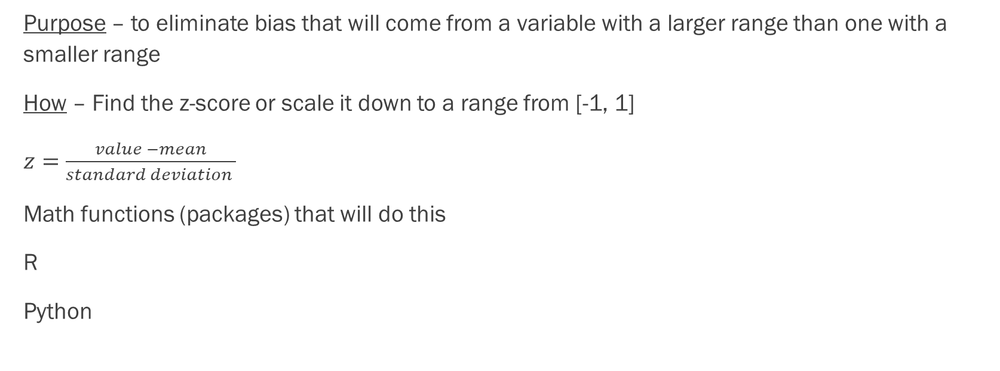 Purpose – to eliminate bias that will come from a variable with a larger range than one with a
smaller range
How – Find the z-score or scale it down to a range from [-1, 1]
z = \frac{value −mean}{standard deviation}
Math functions (packages) that will do this
R
Python